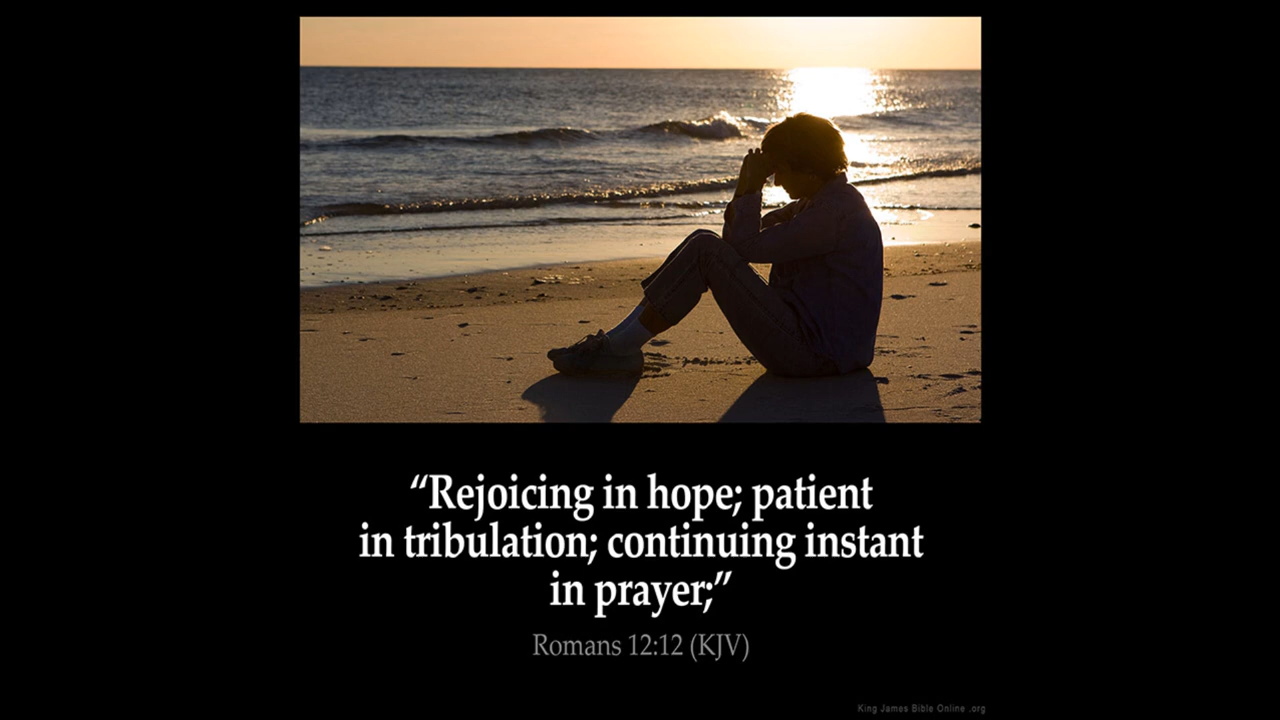 “Rejoicing in hope; patient
in tribulation; continuing instant
in prayer;”
Romans 12:12 (KJV)
King James Bible Online .org